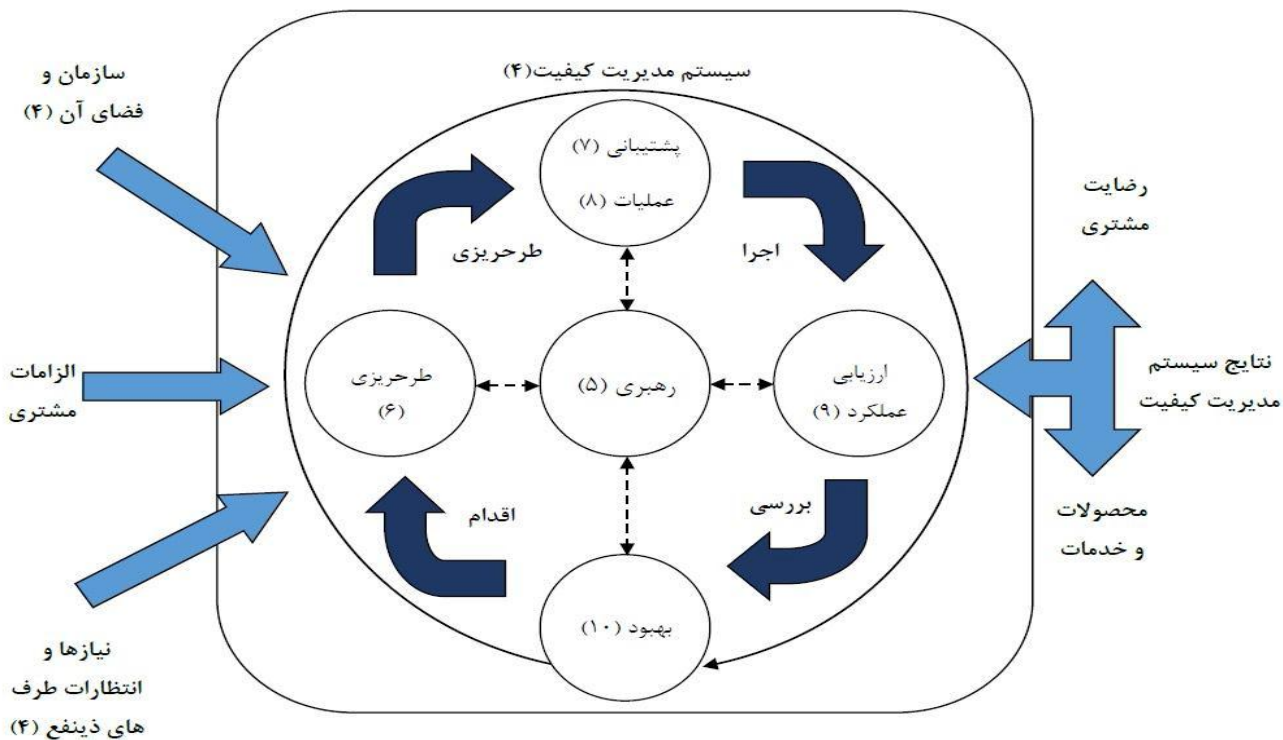 سیستم مدیریت کیفیت(۴)
سازمان و
فضای آن (۴)
پشتیبانی (۷)
عملیات (۸)
طرحریزی
اجرا
رضایت
مشتری
الزامات
مشتری
طرحریزی
(۶)
رهبری (۵)
ارزیابی
عملکرد (۹)
نتایج سیستم
مدیریت کیفیت
اقدام
بررسی
محصولات
و خدمات
بهبود (۱۰)
نیازها و
انتظارات طرف
های ذینفع (۴)